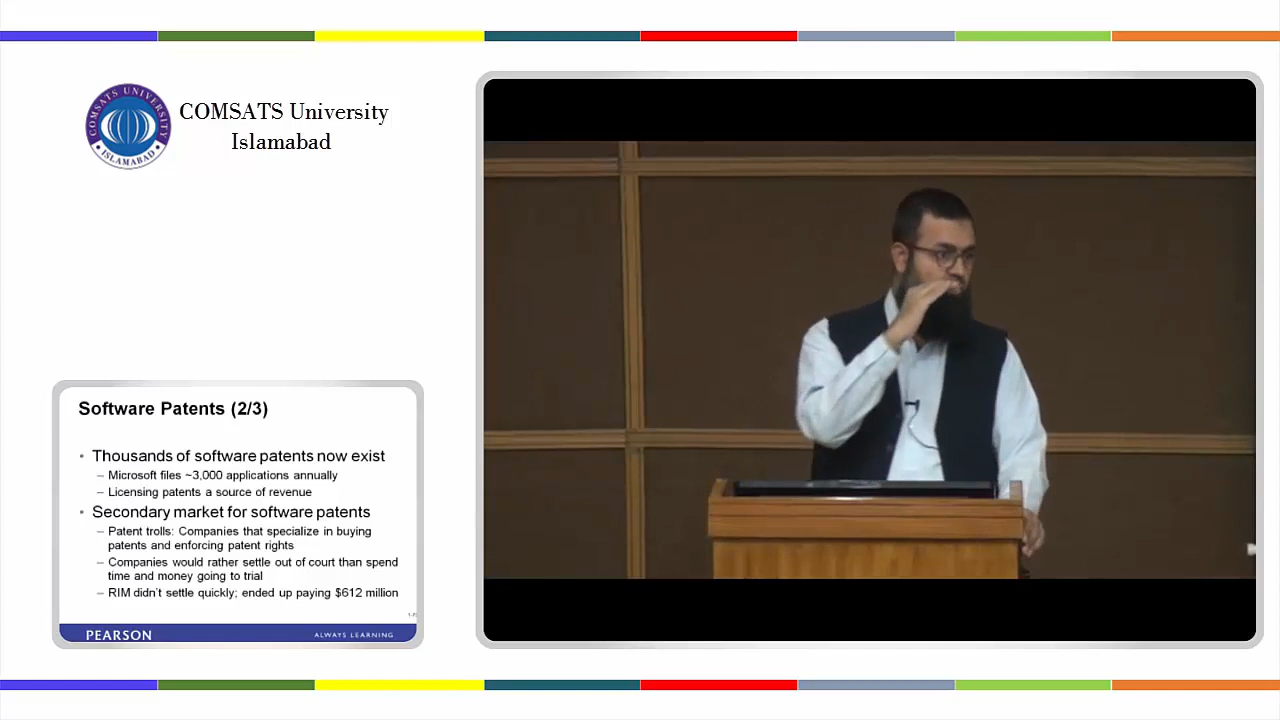 COMSATS UNIVERSITY
ISLAMABAD
COMSATS University
Islamabad
Software Patents (2/3)
• Thousands of software patents now exist
– Microsoft files ~3,000 applications annually
– Licensing patents a source of revenue
• Secondary market for software patents
– Patent trolls: Companies that specialize in buying
patents and enforcing patent rights
– Companies would rather settle out of court than spend
time and money going to trial
– RIM didn't settle quickly; ended up paying $612 million
PEARSON
ALWAYS LEARNING